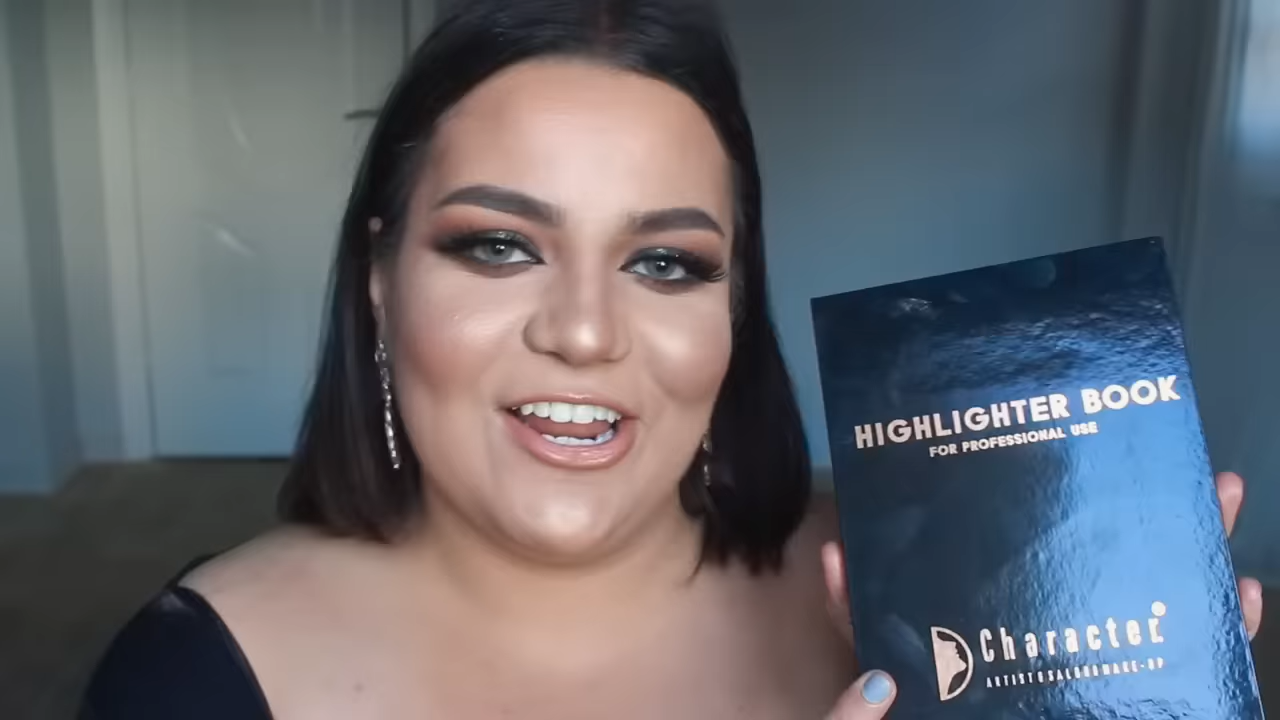 HIGHLIGHTER BOOK
FOR PROFESSIONAL USE
Character
ARTIST & SALON MAKE-UP